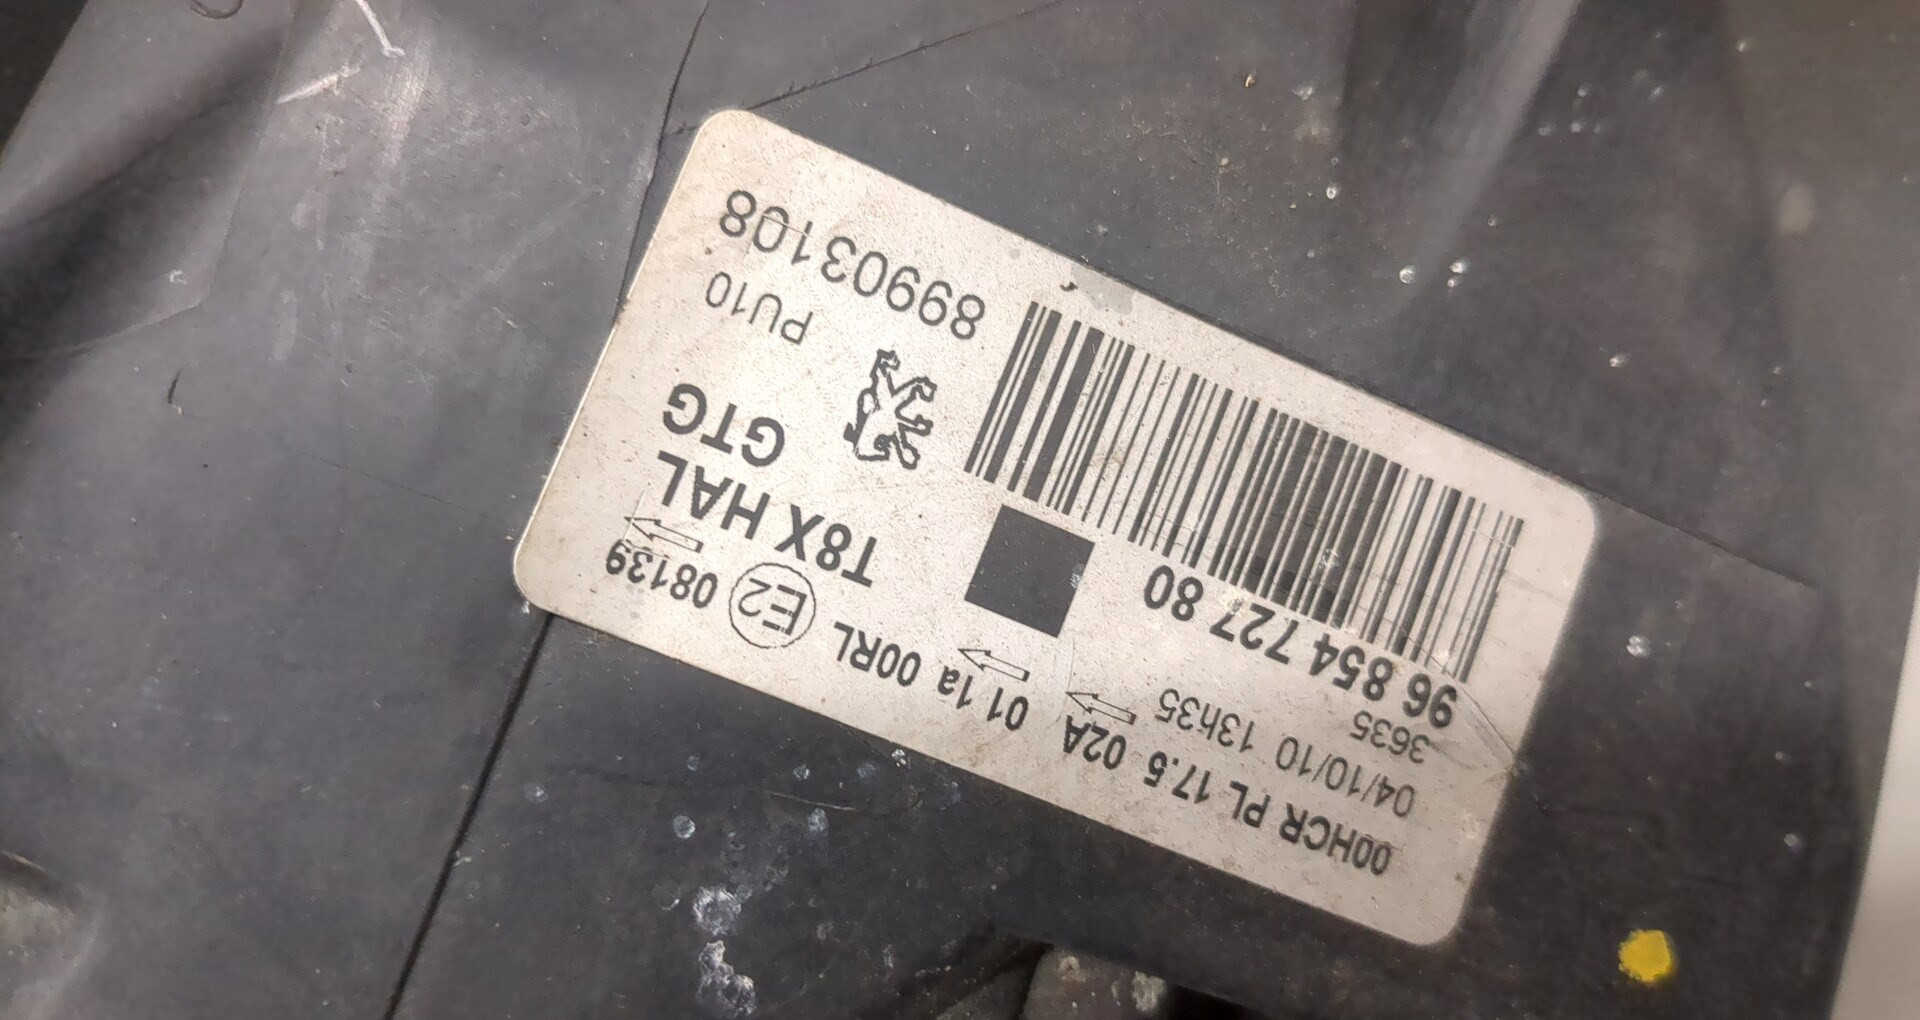 00HCR PL 17.5 02A 01 1a 00RL E2 08139
04/10/10 13h35
3635
96 854 727 80
T8X HAL
GTG
PU10
89903108